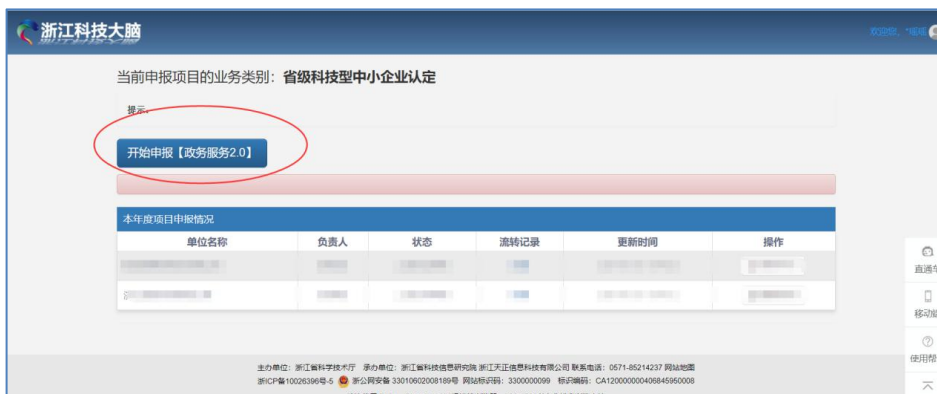 浙江科技大脑
欢迎您,
当前申报项目的业务类别：省级科技型中小企业认定
提示：
开始申报【政务服务2.0】
本年度项目申报情况
单位名称 负责人 状态 流转记录 更新时间 操作
直通车
移动端
使用帮
主办单位：浙江省科学技术厅 承办单位：浙江省科技信息研究院 浙江天正信息科技有限公司 联系电话：0571-85214237 网站地图
浙ICP备10026396号-5 浙公网安备 33010602008189号 网站标识码：3300000099 标识编码：CA120000000406845950008